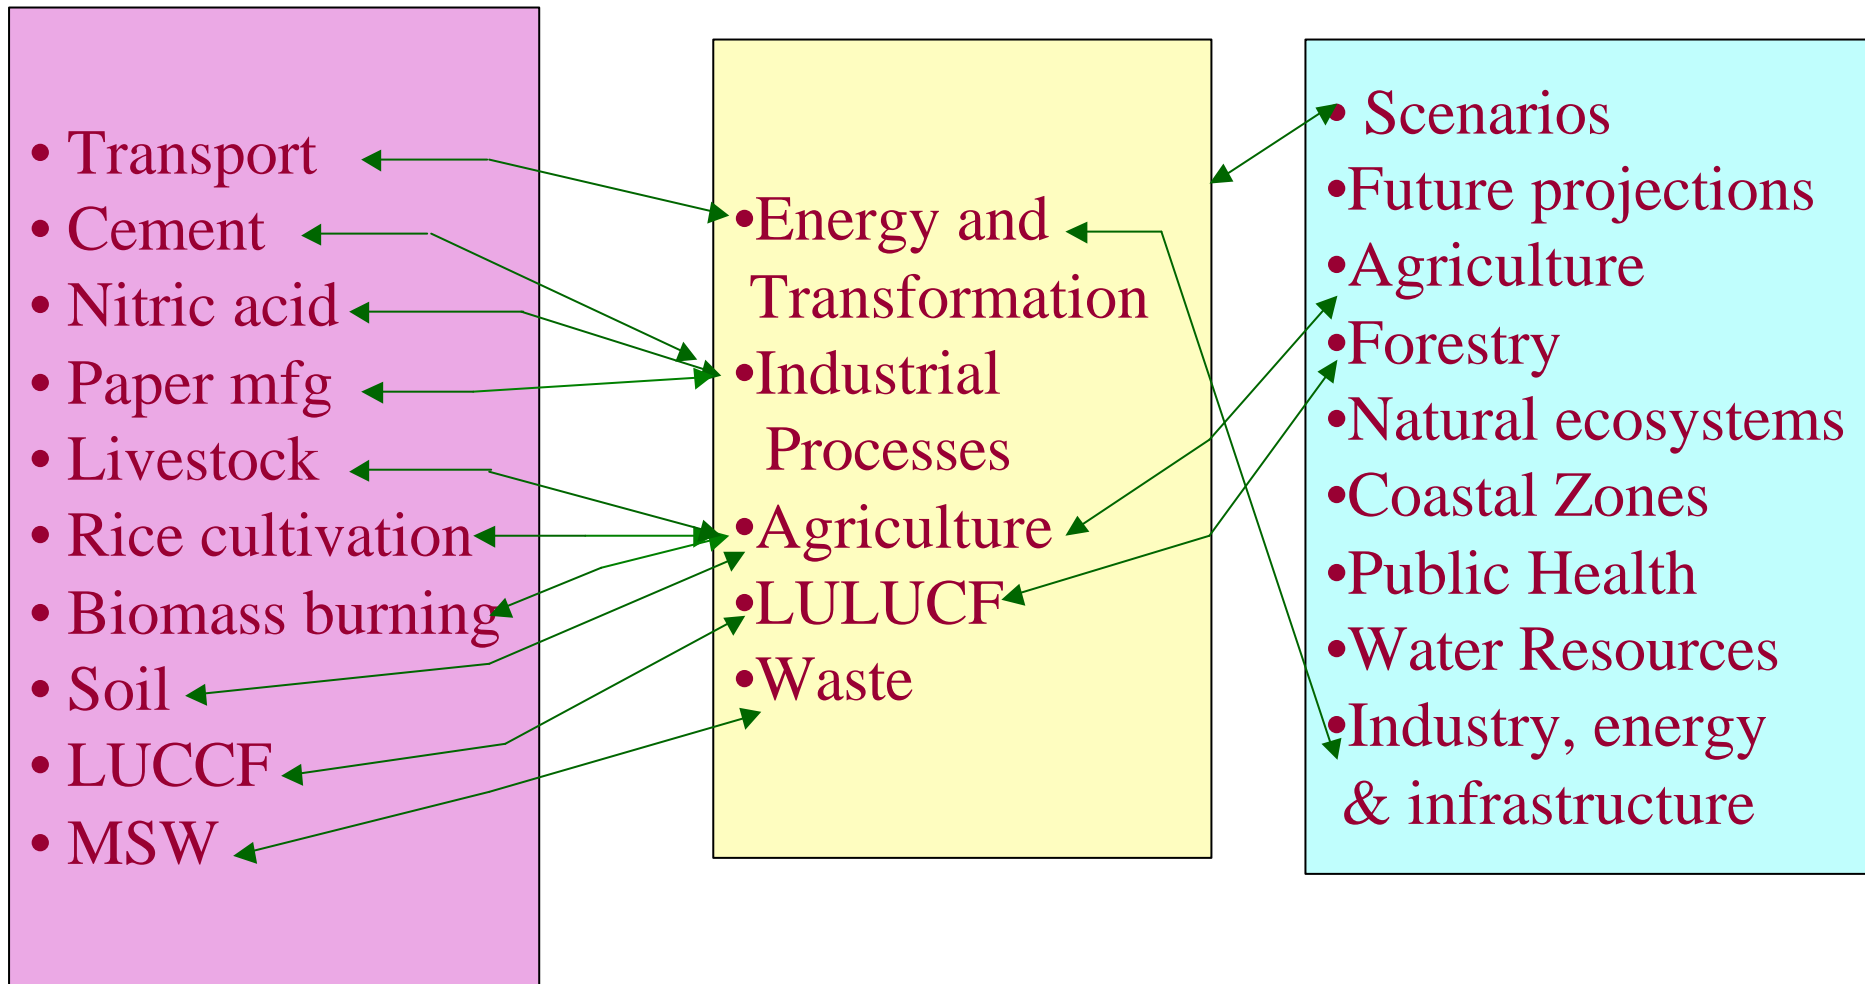 • Transport
• Cement
• Nitric acid
• Paper mfg
• Livestock
• Rice cultivation
• Biomass burning
• Soil
• LUCCF
• MSW
•Energy and
Transformation
•Industrial
Processes
•Agriculture
•LULUCF
•Waste
• Scenarios
•Future projections
•Agriculture
•Forestry
•Natural ecosystems
•Coastal Zones
•Public Health
•Water Resources
•Industry, energy
& infrastructure